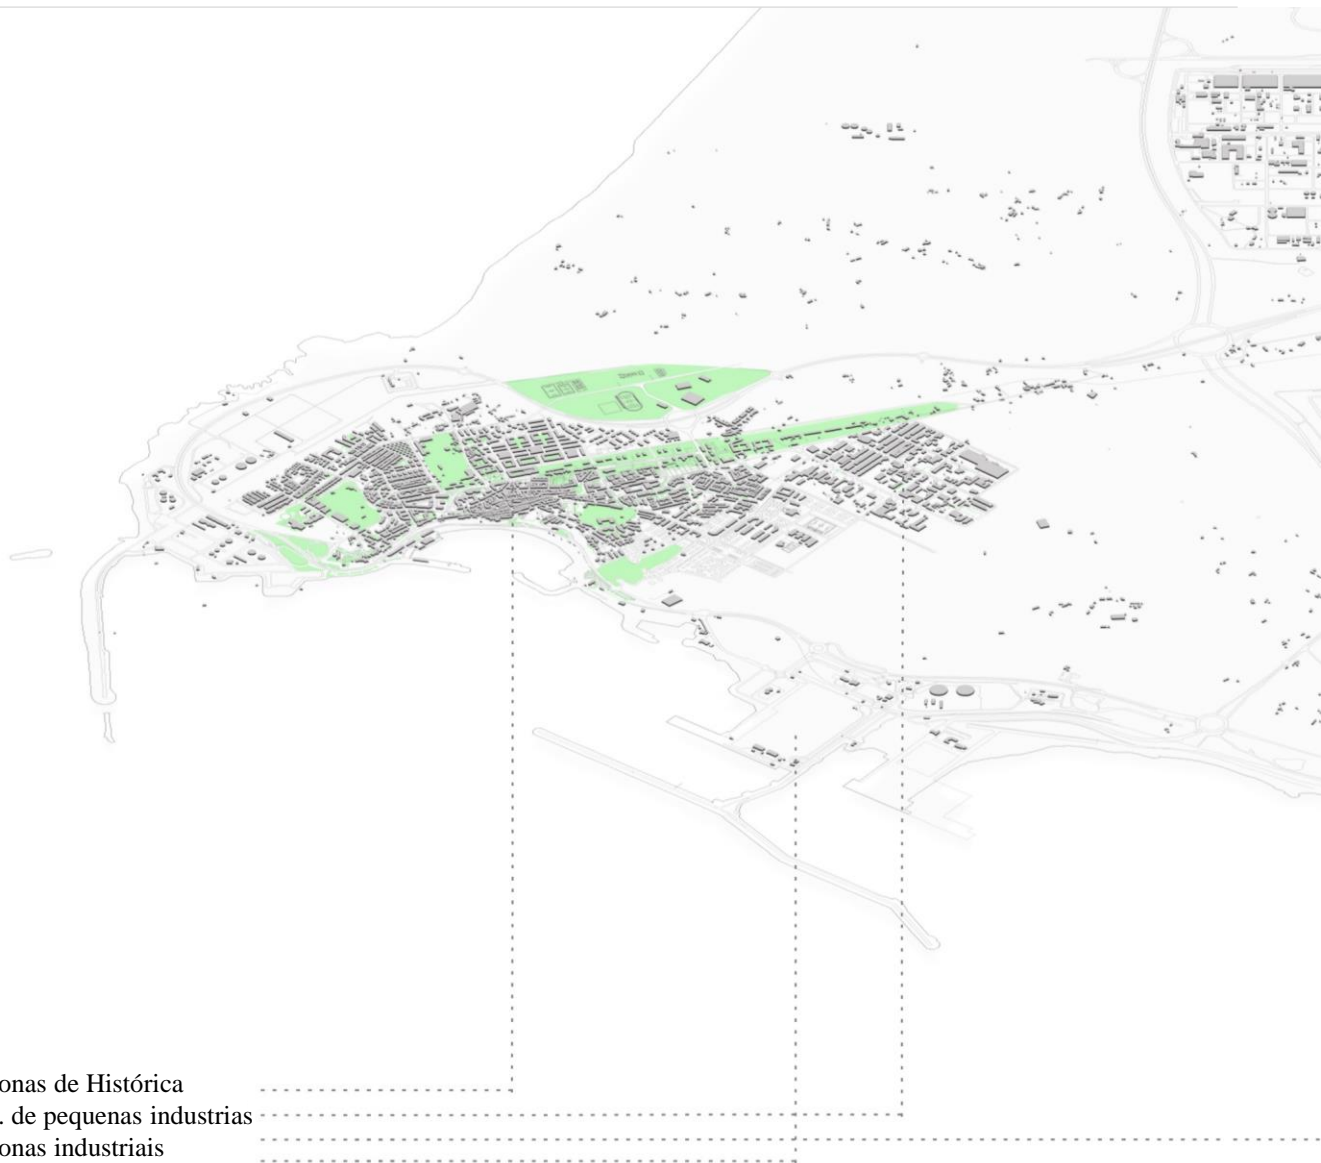 onas de Histórica
. de pequenas industrias
onas industriais